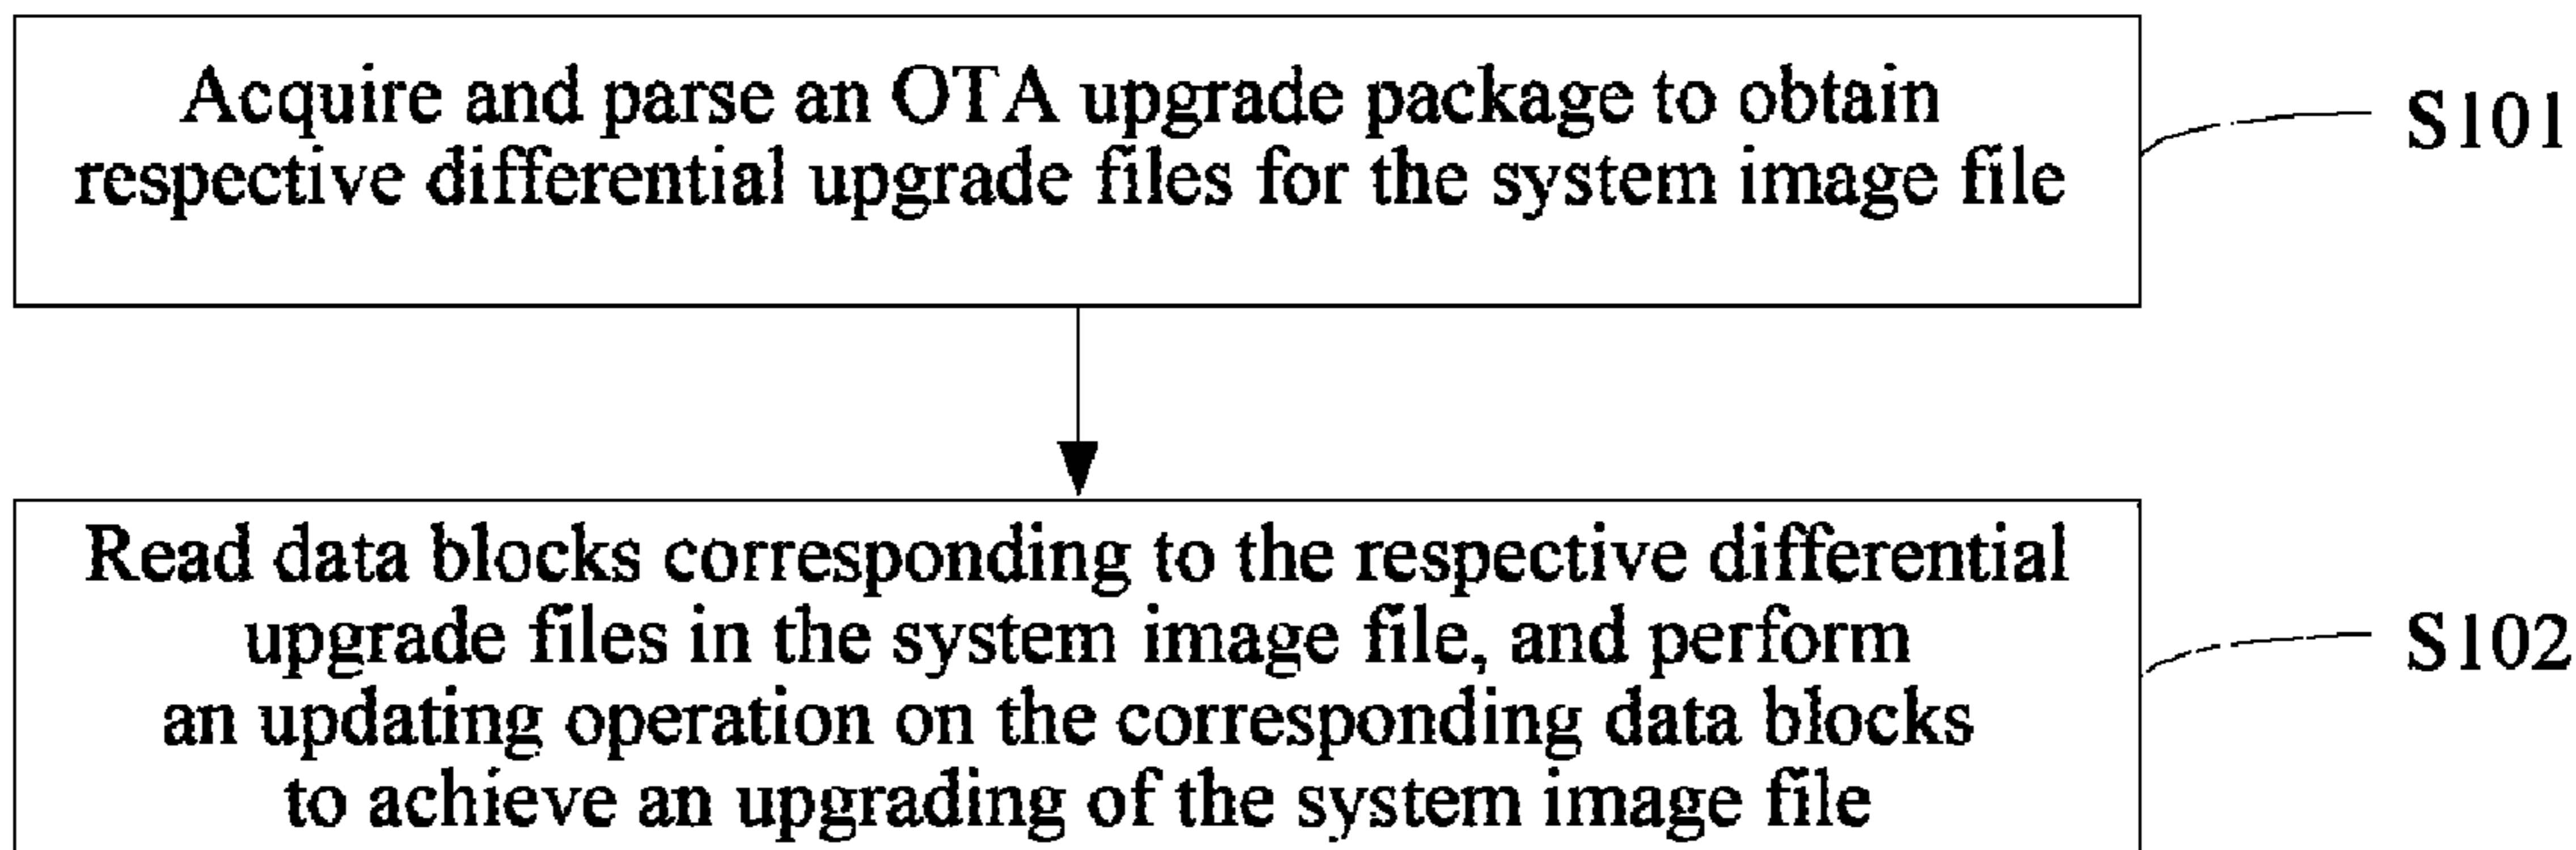 Acquire and parse an OTA upgrade package to obtain
respective differential upgrade files for the system image file
S101
Read data blocks corresponding to the respective differential
upgrade files in the system image file, and perform
an updating operation on the corresponding data blocks
to achieve an upgrading of the system image file
S102